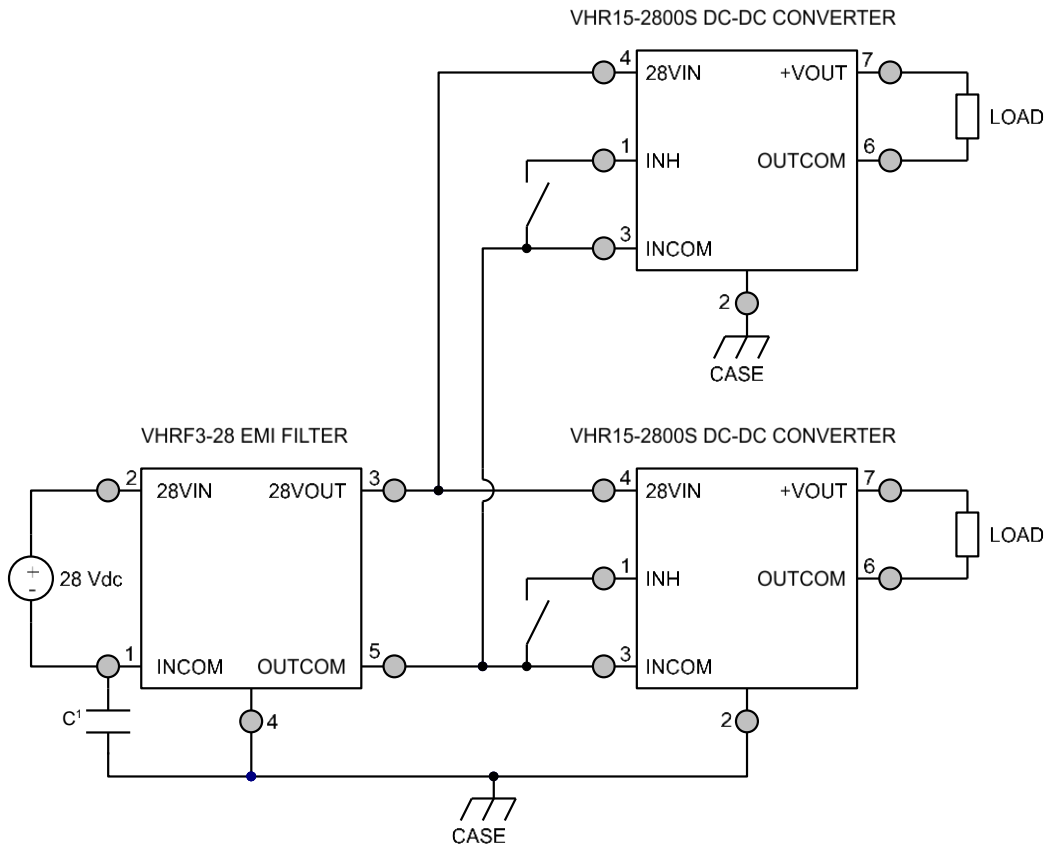 VHR15-2800S DC-DC CONVERTER
4 28VIN +VOUT 7
LOAD
1 INH OUTCOM 6
3 INCOM
2
CASE
VHRF3-28 EMI FILTER VHR15-2800S DC-DC CONVERTER
2 28VIN 28VOUT 3 4 28VIN +VOUT 7
LOAD
+
- 28 Vdc 1 INH OUTCOM 6
1 INCOM OUTCOM 5 3 INCOM
C¹ 4 2
CASE